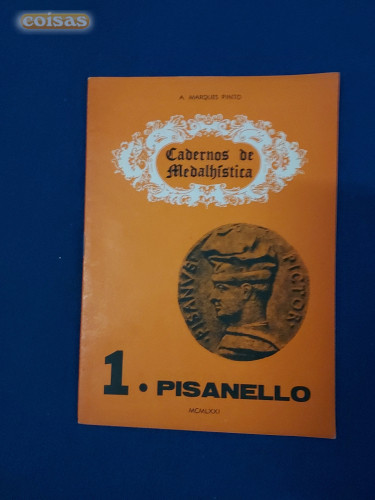 coisas
A. MARQUES PINTO
Cadernos de
Medalhística
PISANVS PICTOR
1. PISANELLO
MCMLXXI